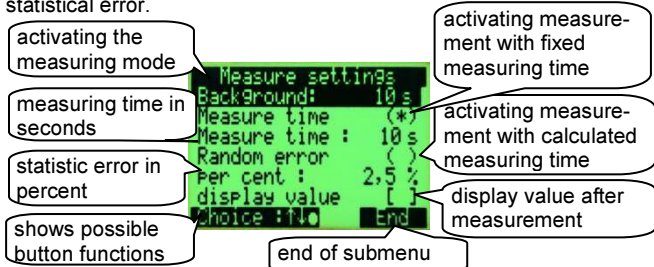 statistical error.
activating the
measuring mode
measuring time in
seconds
statistic error in
percent
shows possible
button functions
Measure settings
Background: 10 s
Measure time (*)
Measure time : 10 s
Random error ( )
per cent : 2,5 %
display value [ ]
Choice :↑↓● End
activating measure-
ment with fixed
measuring time
activating measure-
ment with calculated
measuring time
display value after
measurement
end of submenu